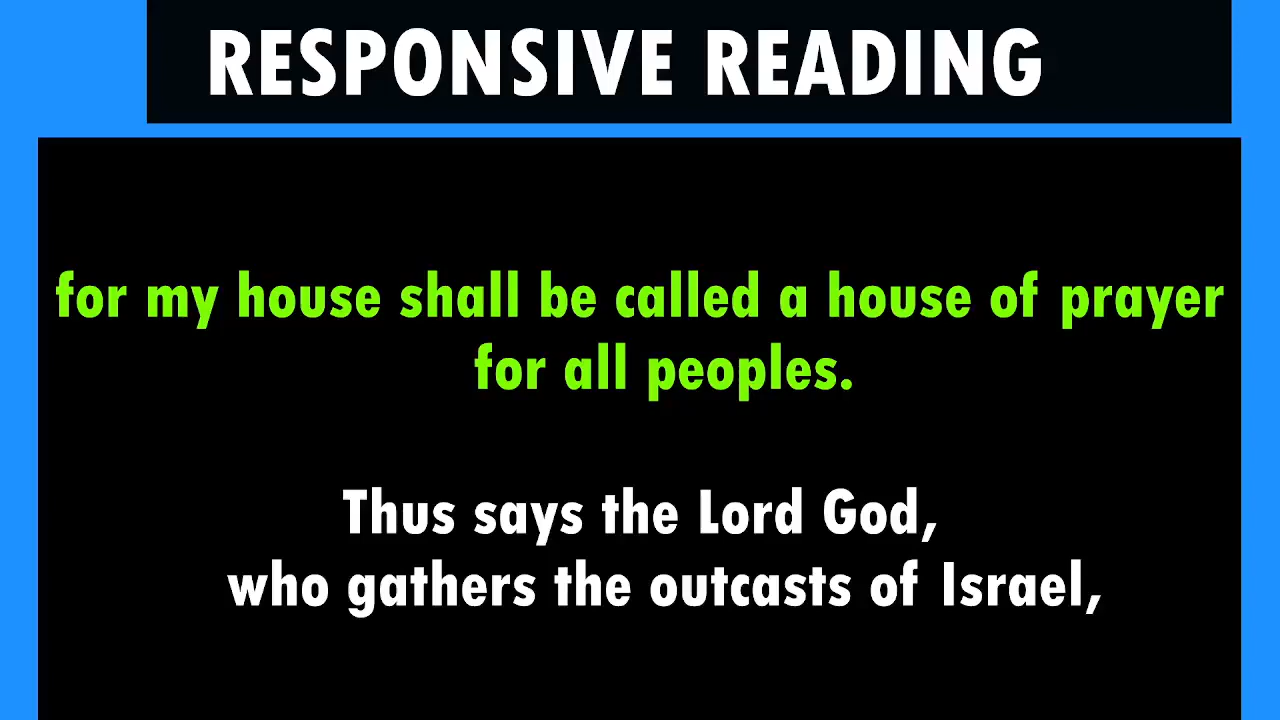 RESPONSIVE READING
for my house shall be called a house of prayer
for all peoples.
Thus says the Lord God,
who gathers the outcasts of Israel,